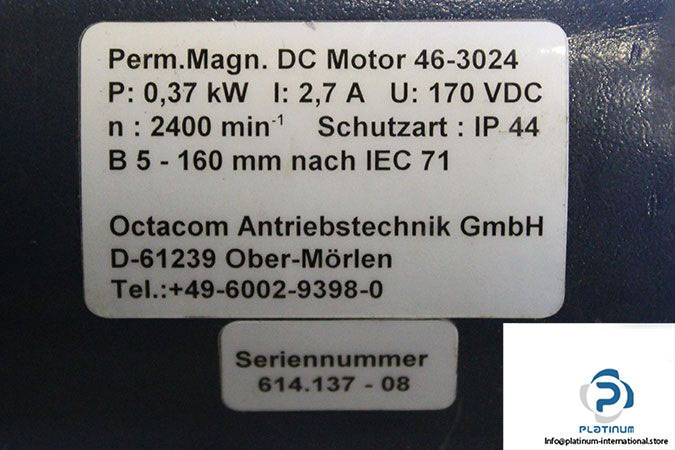 Perm.Magn. DC Motor 46-3024
P: 0,37 kW I: 2,7 A U: 170 VDC
n : 2400 min⁻¹ Schutzart : IP 44
B 5 - 160 mm nach IEC 71
Octacom Antriebstechnik GmbH
D-61239 Ober-Mörlen
Tel.:+49-6002-9398-0
Seriennummer
614.137 - 08
PLATINUM
Info@platinum-international.store